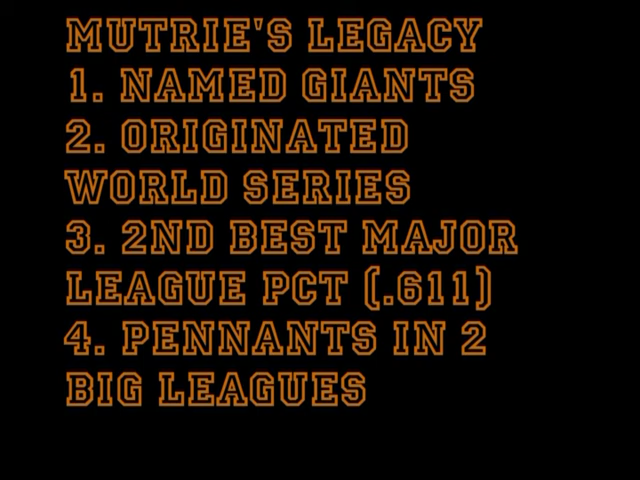 MUTRIE'S LEGACY
1. NAMED GIANTS
2. ORIGINATED
WORLD SERIES
3. 2ND BEST MAJOR
LEAGUE PCT (.611)
4. PENNANTS IN 2
BIG LEAGUES